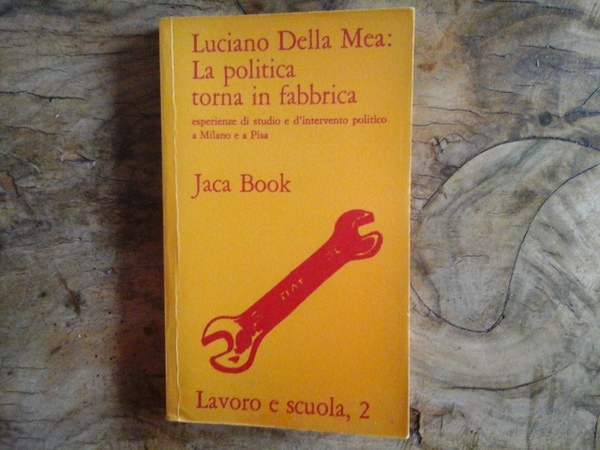 Luciano Della Mea:
La politica
torna in fabbrica
esperienze di studio e d'intervento politico
a Milano e a Pisa
Jaca Book
Lavoro e scuola, 2